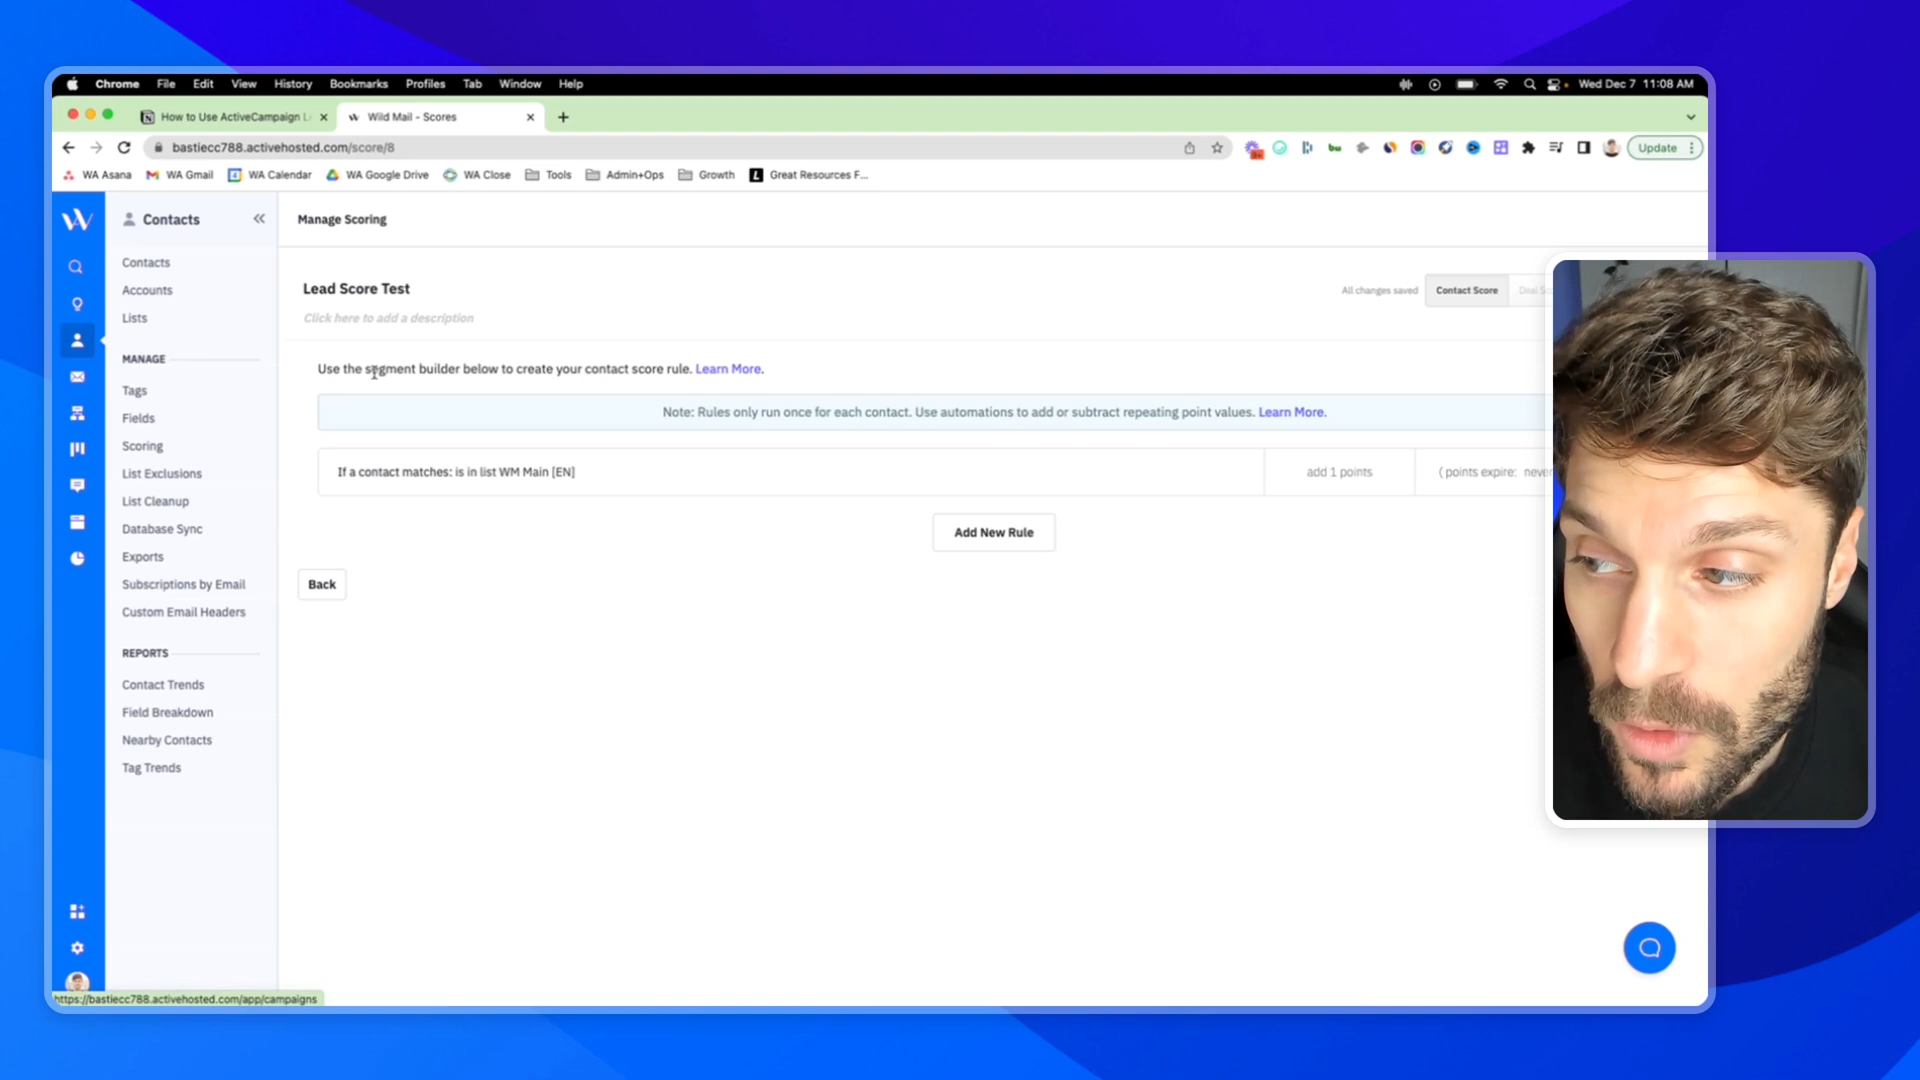 Chrome File Edit View History Bookmarks Profiles Tab Window Help
Wed Dec 7 11:08 AM
How to Use ActiveCampaign L
Wild Mail - Scores
bastiecc788.activehosted.com/score/8
Update
WA Asana WA Gmail WA Calendar WA Google Drive WA Close Tools Admin+Ops Growth Great Resources F...
Contacts
Manage Scoring
Contacts
Accounts
Lists
MANAGE
Tags
Fields
Scoring
List Exclusions
List Cleanup
Database Sync
Exports
Subscriptions by Email
Custom Email Headers
REPORTS
Contact Trends
Field Breakdown
Nearby Contacts
Tag Trends
Lead Score Test
All changes saved
Contact Score
Deal Sc
Click here to add a description
Use the segment builder below to create your contact score rule. Learn More.
Note: Rules only run once for each contact. Use automations to add or subtract repeating point values. Learn More.
If a contact matches: is in list WM Main [EN]
add 1 points
( points expire: never
Add New Rule
Back
https://bastiecc788.activehosted.com/app/campaigns